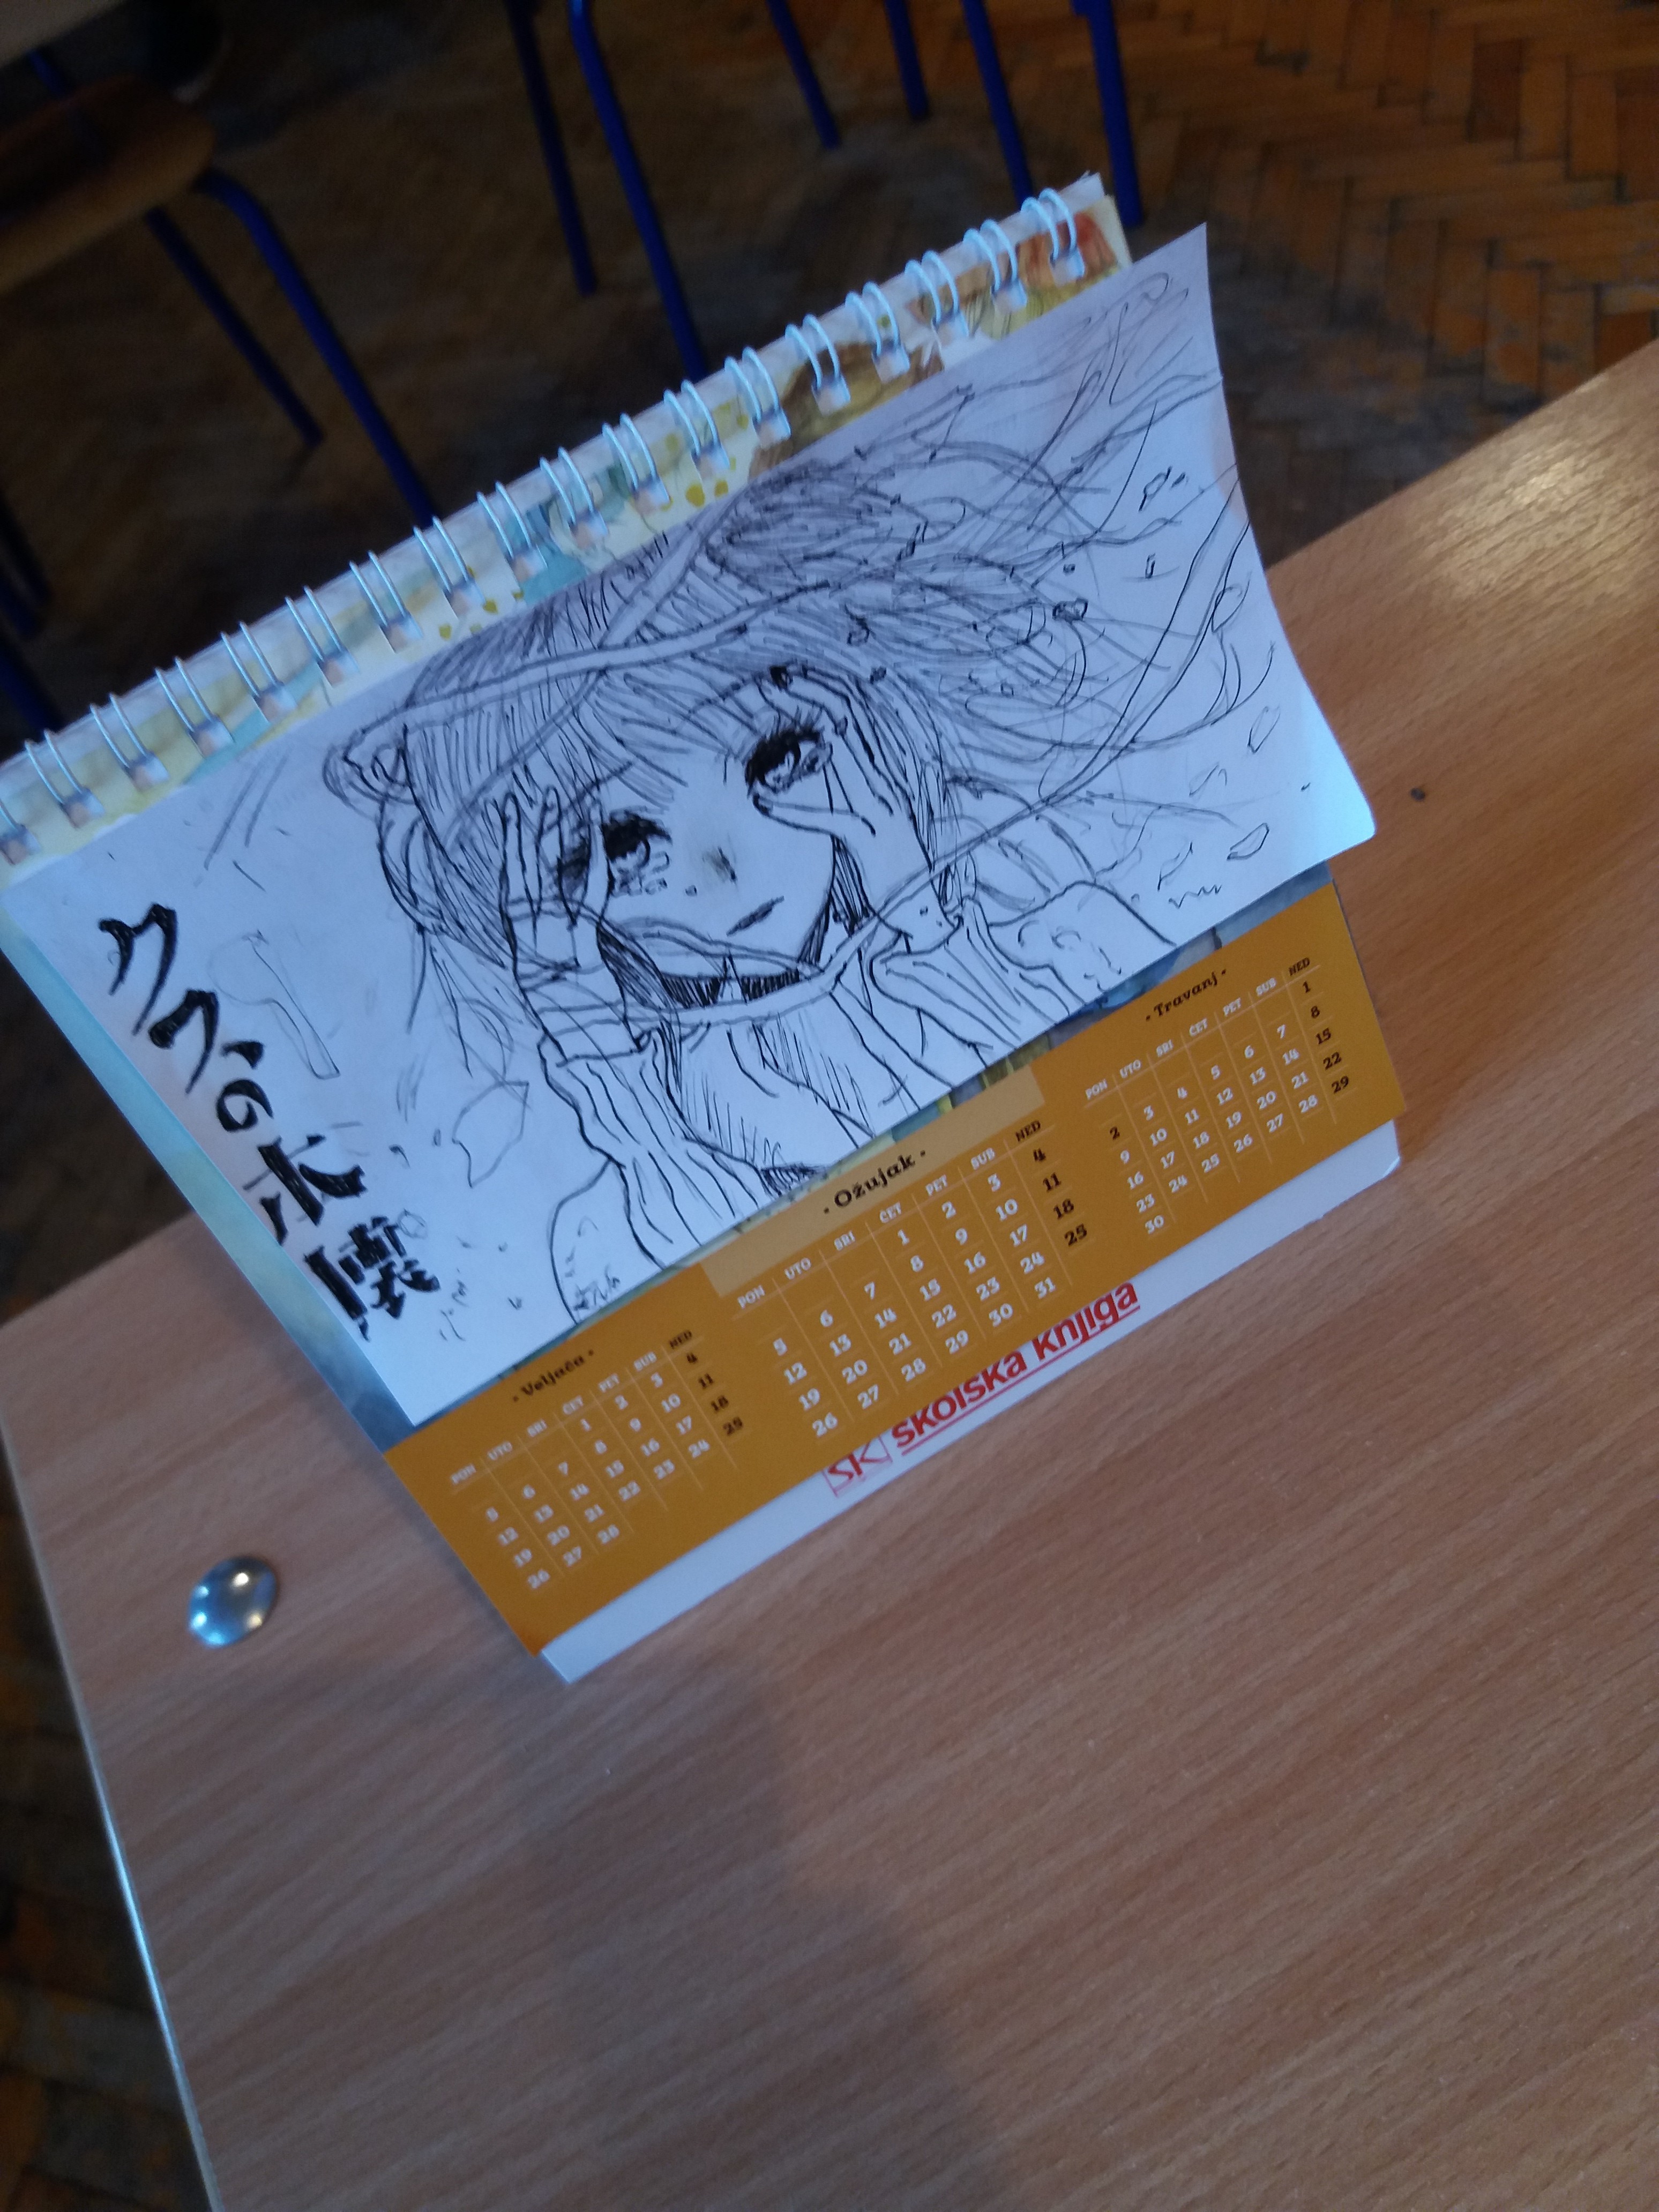 クズの本懐
- Veljača -
PON UTO SRI ČET PET SUB NED
1 2 3 4
5 6 7 8 9 10 11
12 13 14 15 16 17 18
19 20 21 22 23 24 25
26 27 28
- Ožujak -
PON UTO SRI ČET PET SUB NED
1 2 3 4
5 6 7 8 9 10 11
12 13 14 15 16 17 18
19 20 21 22 23 24 25
26 27 28 29 30 31
- Travanj -
PON UTO SRI ČET PET SUB NED
1
2 3 4 5 6 7 8
9 10 11 12 13 14 15
16 17 18 19 20 21 22
23 24 25 26 27 28 29
30
SK školska knjiga